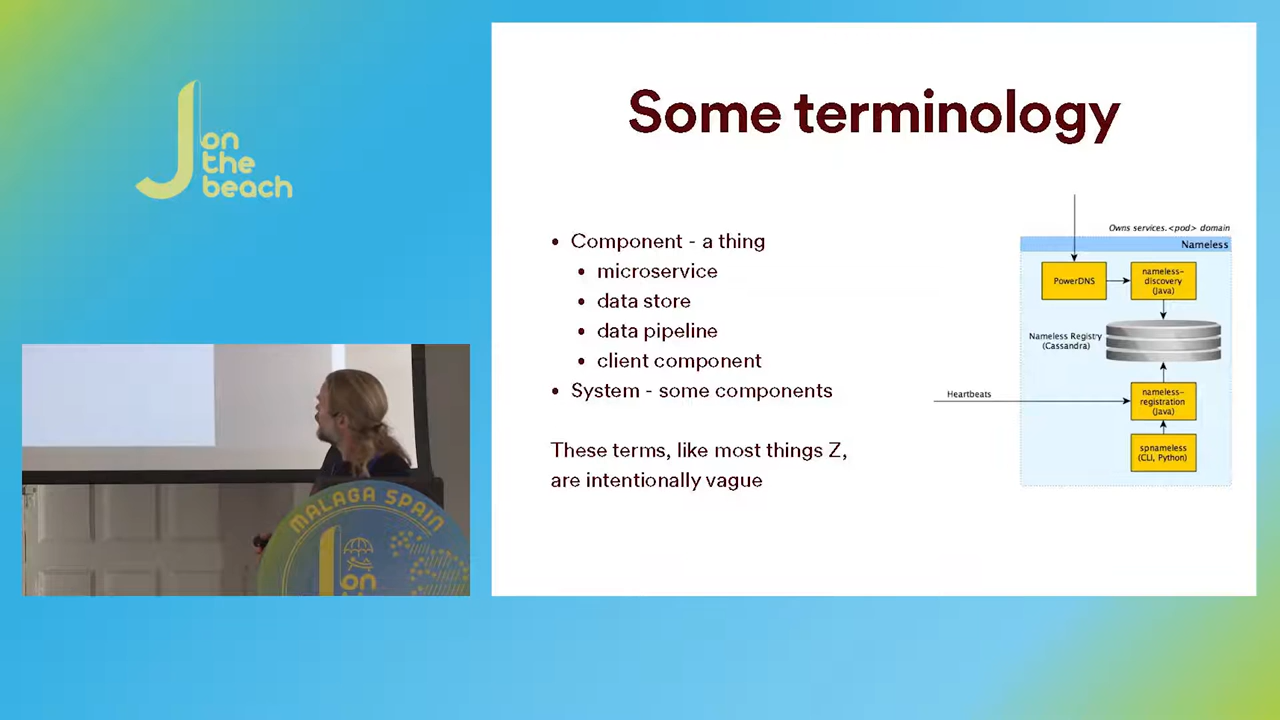 J on
the
beach
Some terminology
• Component - a thing
• microservice
• data store
• data pipeline
• client component
• System - some components
These terms, like most things Z,
are intentionally vague
Owns services.<pod> domain
Nameless
PowerDNS
nameless-
discovery
(Java)
Nameless Registry
(Cassandra)
Heartbeats
nameless-
registration
(Java)
spnameless
(CLI, Python)
MALAGA SPAIN
J on